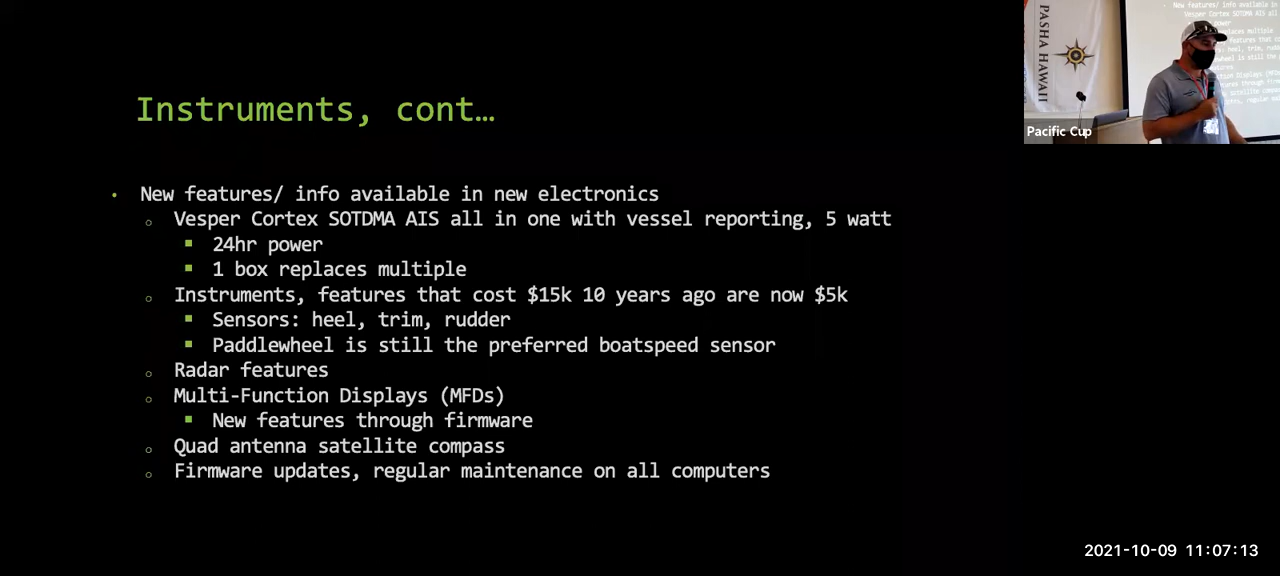 Instruments, cont…
• New features/ info available in new electronics
○ Vesper Cortex SOTDMA AIS all in one with vessel reporting, 5 watt
▪ 24hr power
▪ 1 box replaces multiple
○ Instruments, features that cost $15k 10 years ago are now $5k
▪ Sensors: heel, trim, rudder
▪ Paddlewheel is still the preferred boatspeed sensor
○ Radar features
○ Multi-Function Displays (MFDs)
▪ New features through firmware
○ Quad antenna satellite compass
○ Firmware updates, regular maintenance on all computers
PASHA HAWAII
Pacific Cup
2021-10-09 11:07:13